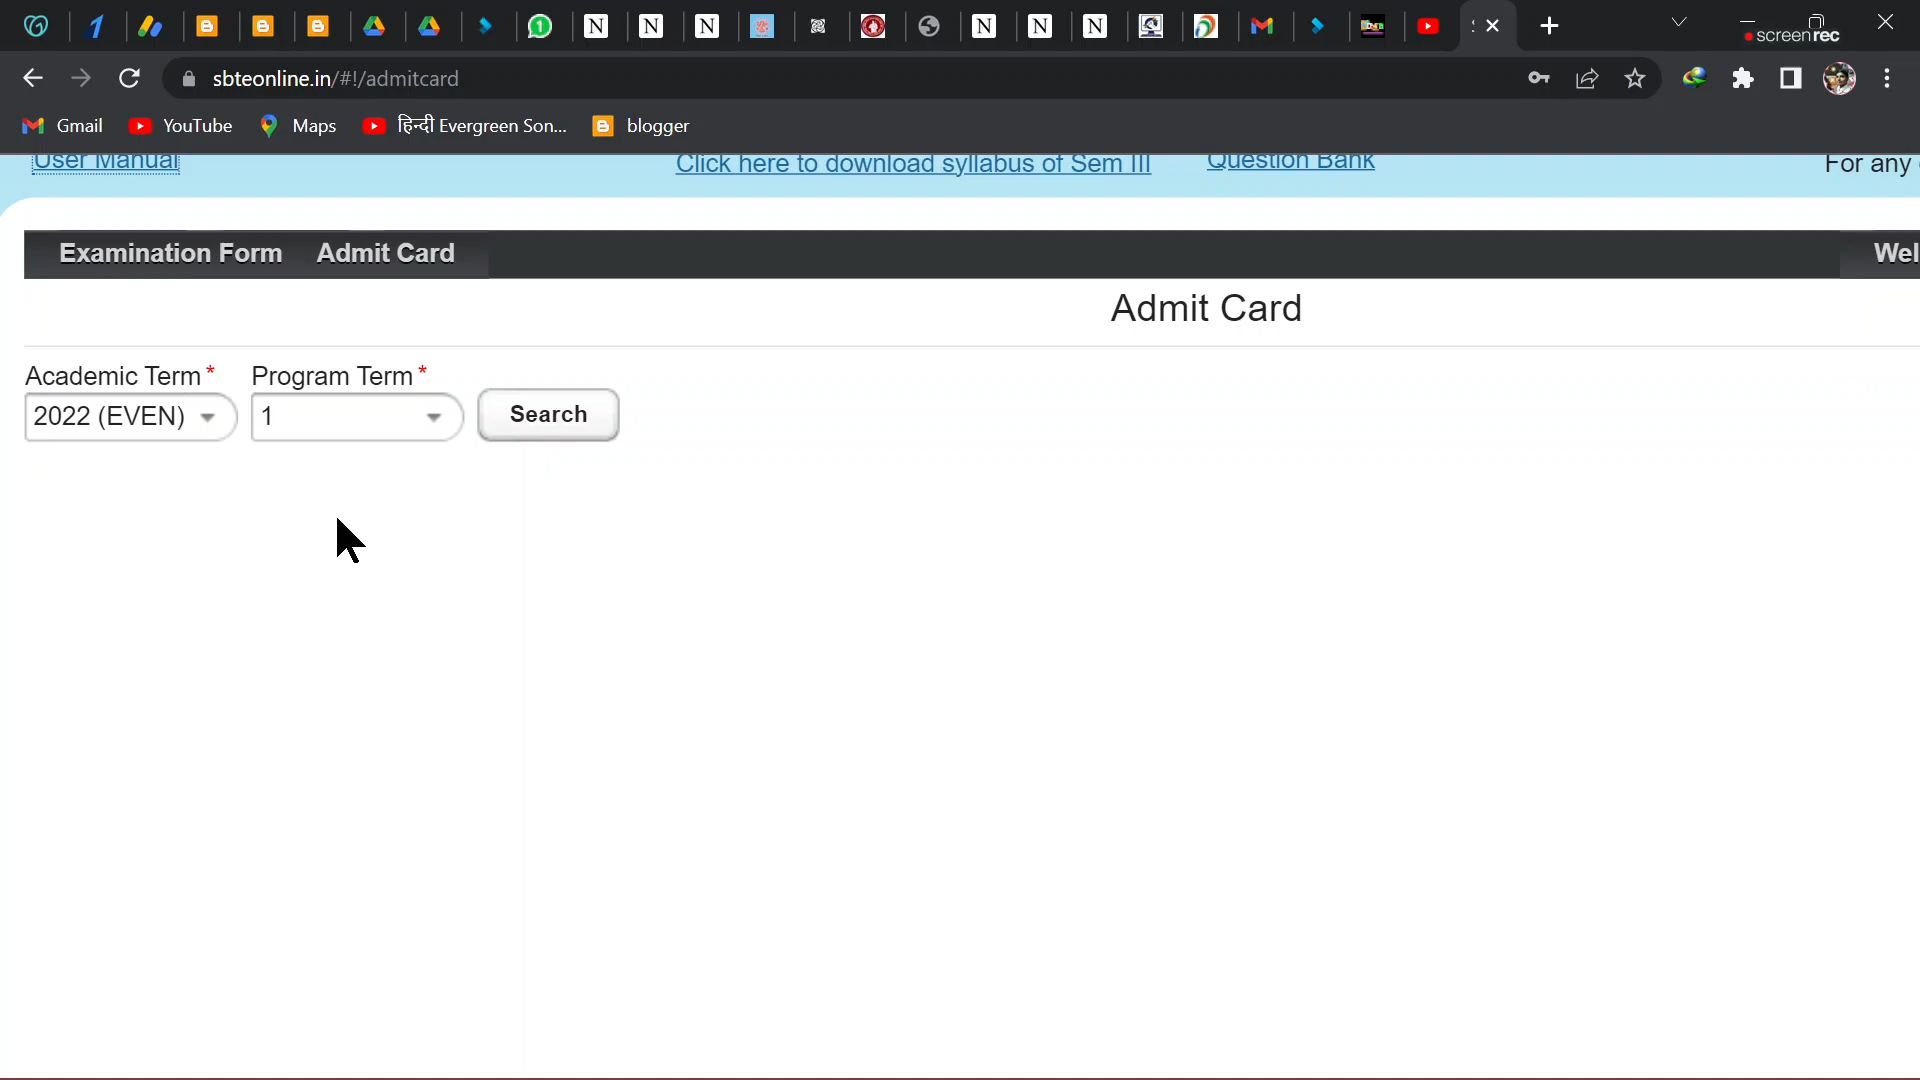 screenrec
sbteonline.in/#!/admitcard
Gmail YouTube Maps हिन्दी Evergreen Son... blogger
User Manual Click here to download syllabus of Sem III Question Bank For any
Examination Form Admit Card Wel
Admit Card
Academic Term* Program Term*
2022 (EVEN) 1 Search